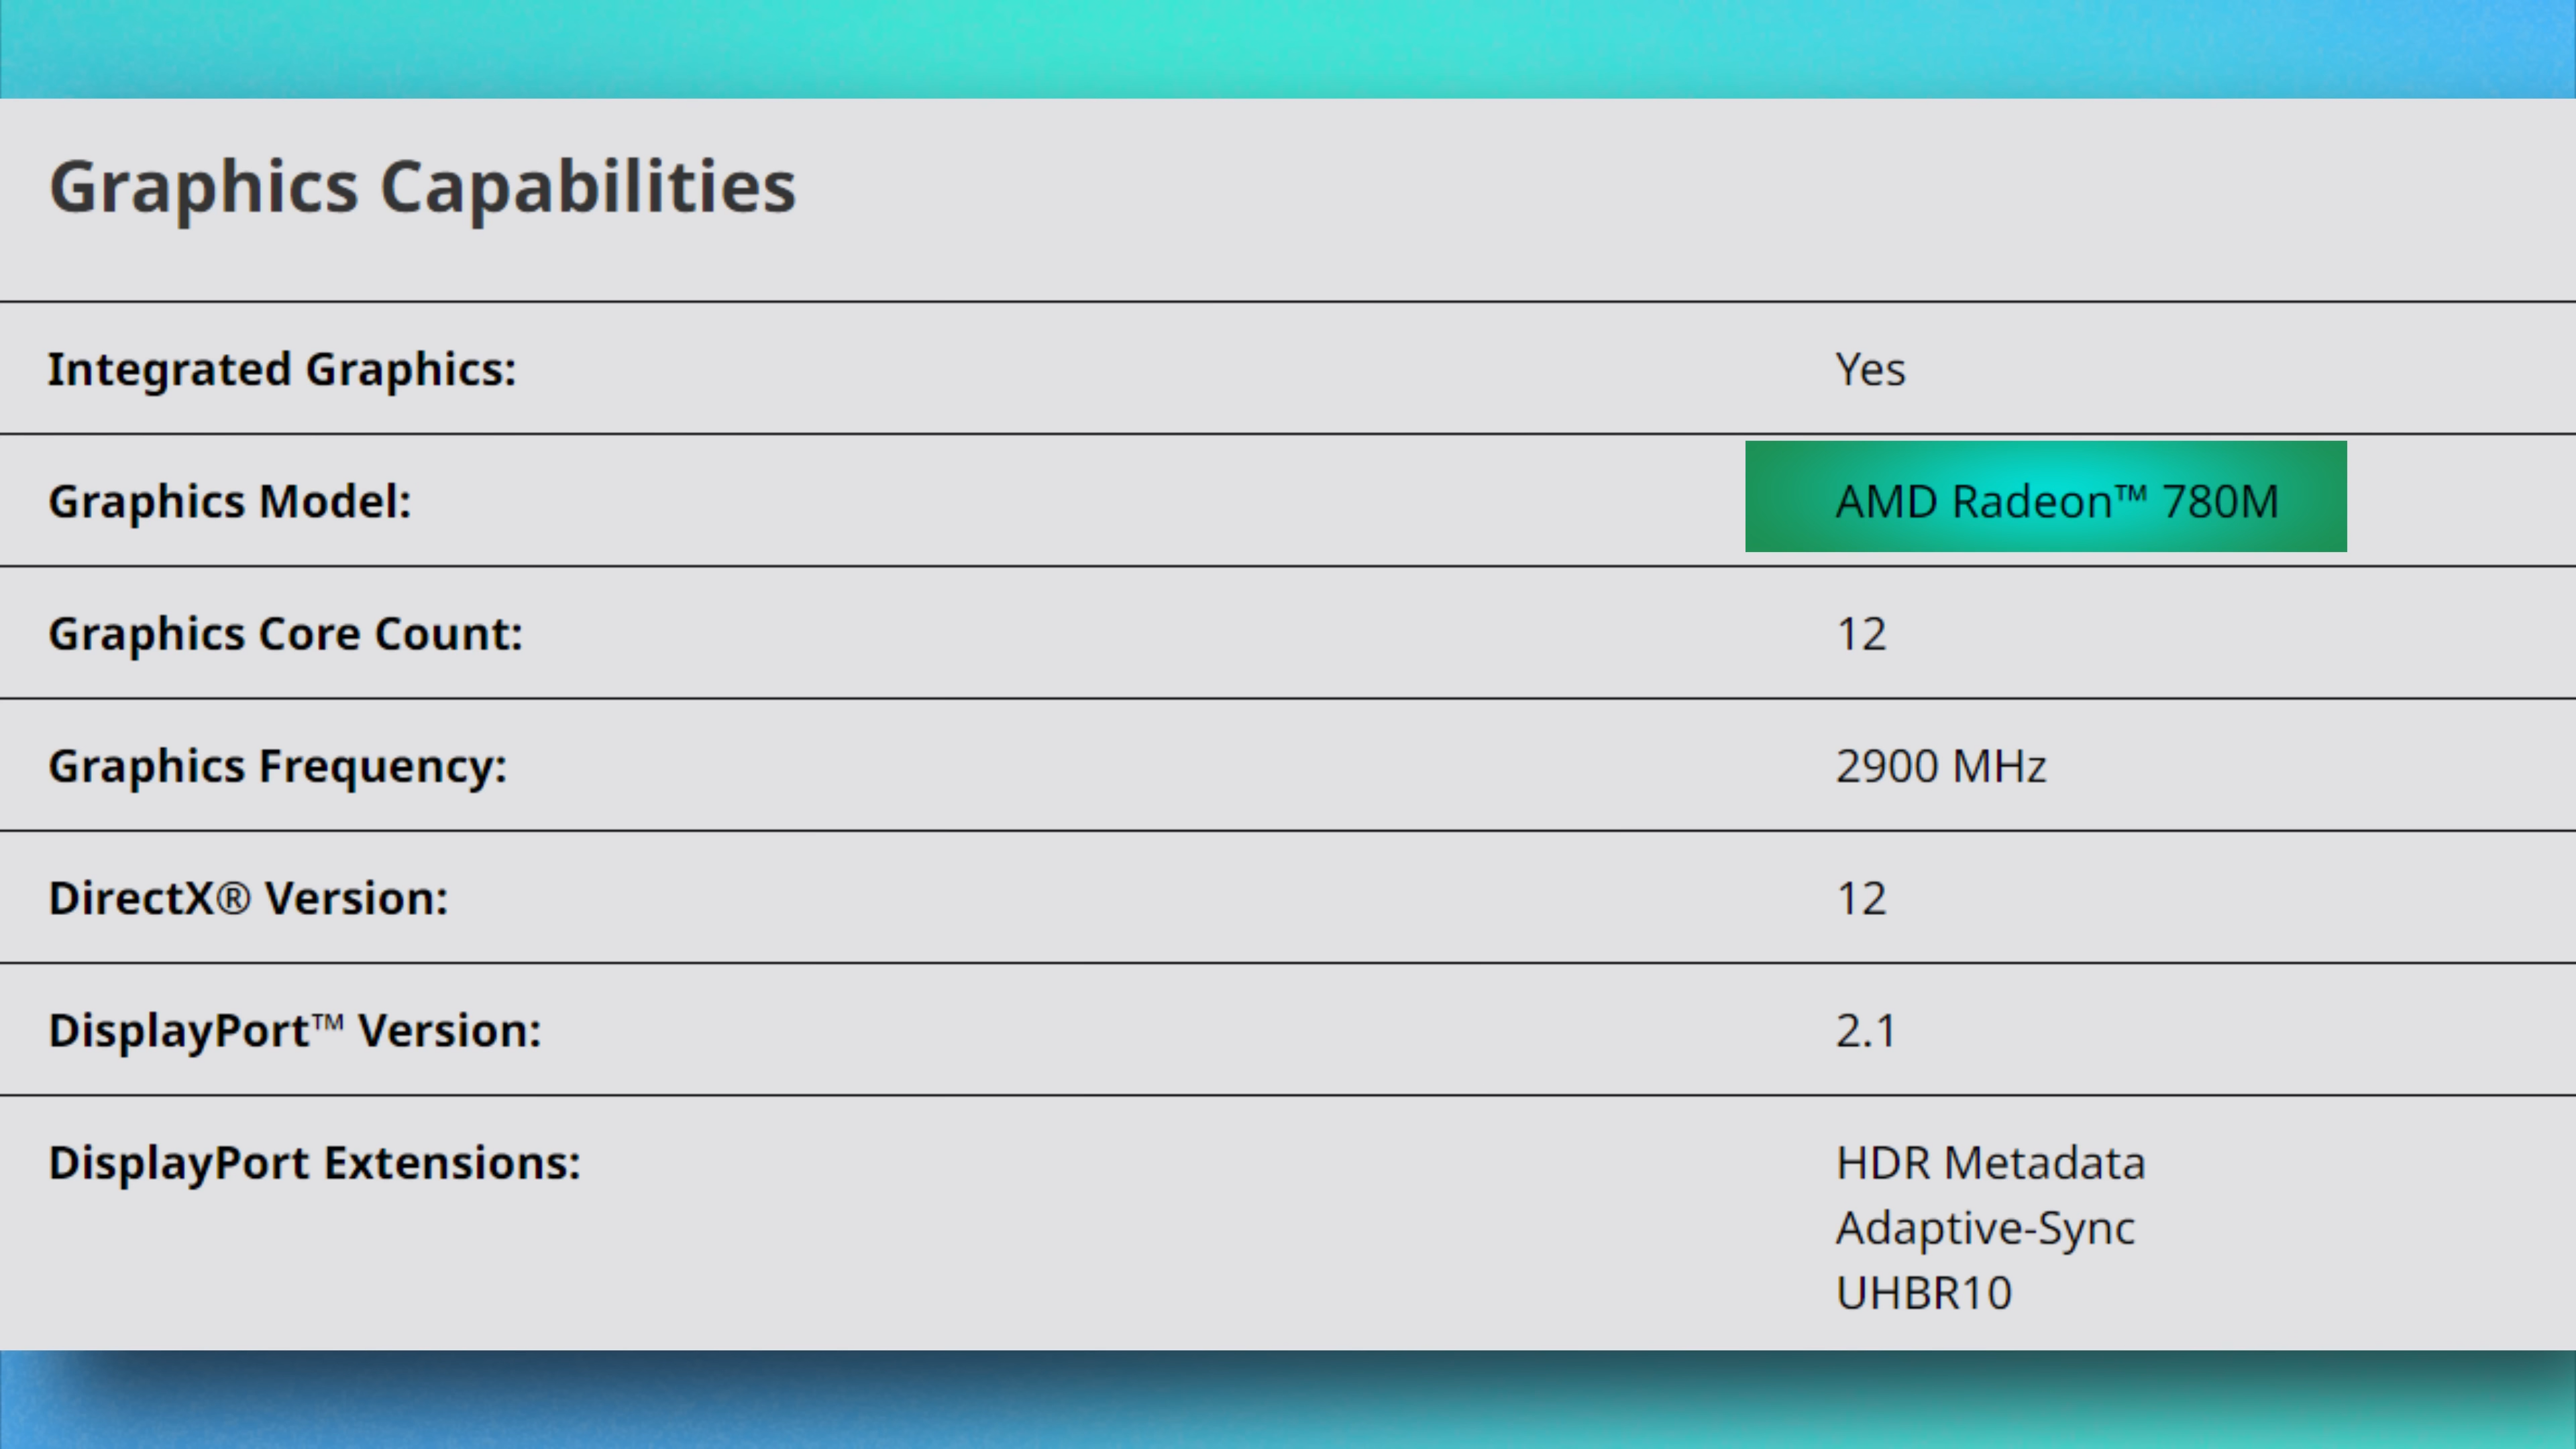 Graphics Capabilities
Integrated Graphics: Yes
Graphics Model: AMD Radeon™ 780M
Graphics Core Count: 12
Graphics Frequency: 2900 MHz
DirectX® Version: 12
DisplayPort™ Version: 2.1
DisplayPort Extensions: HDR Metadata
Adaptive-Sync
UHBR10